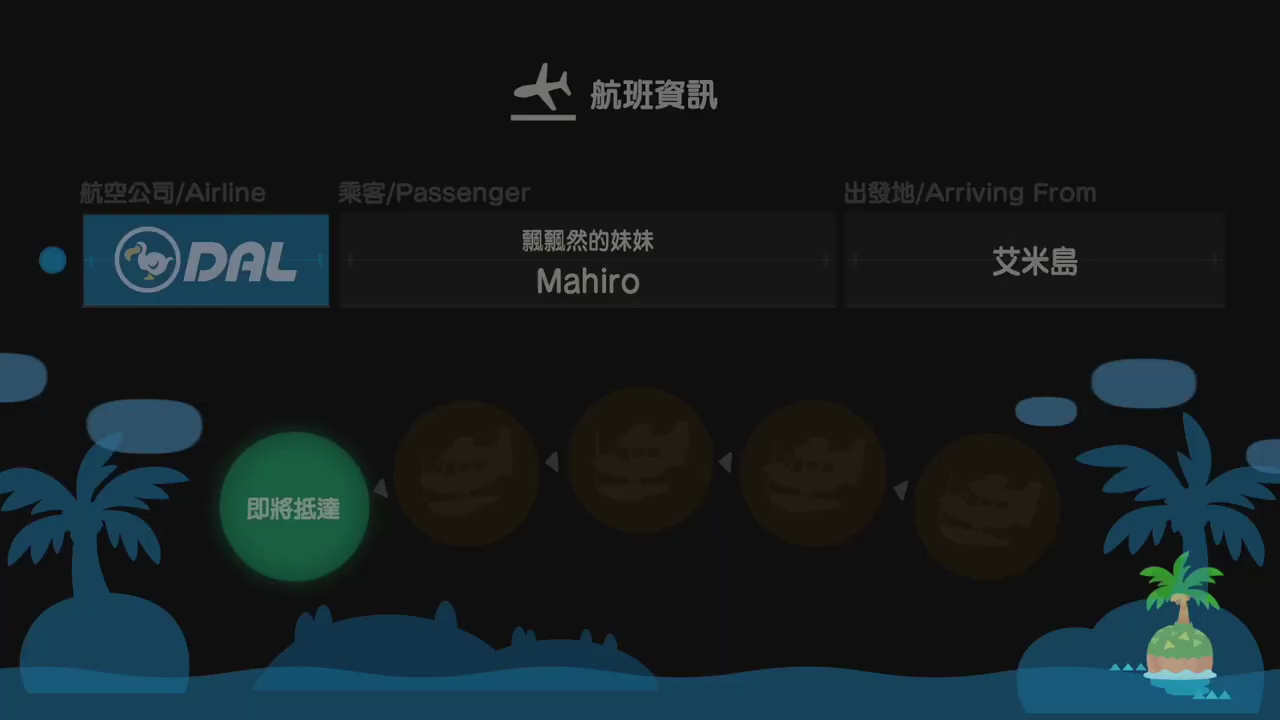 航班資訊
航空公司/Airline
乘客/Passenger
出發地/Arriving From
DAL
飄飄然的妹妹
Mahiro
艾米島
即將抵達